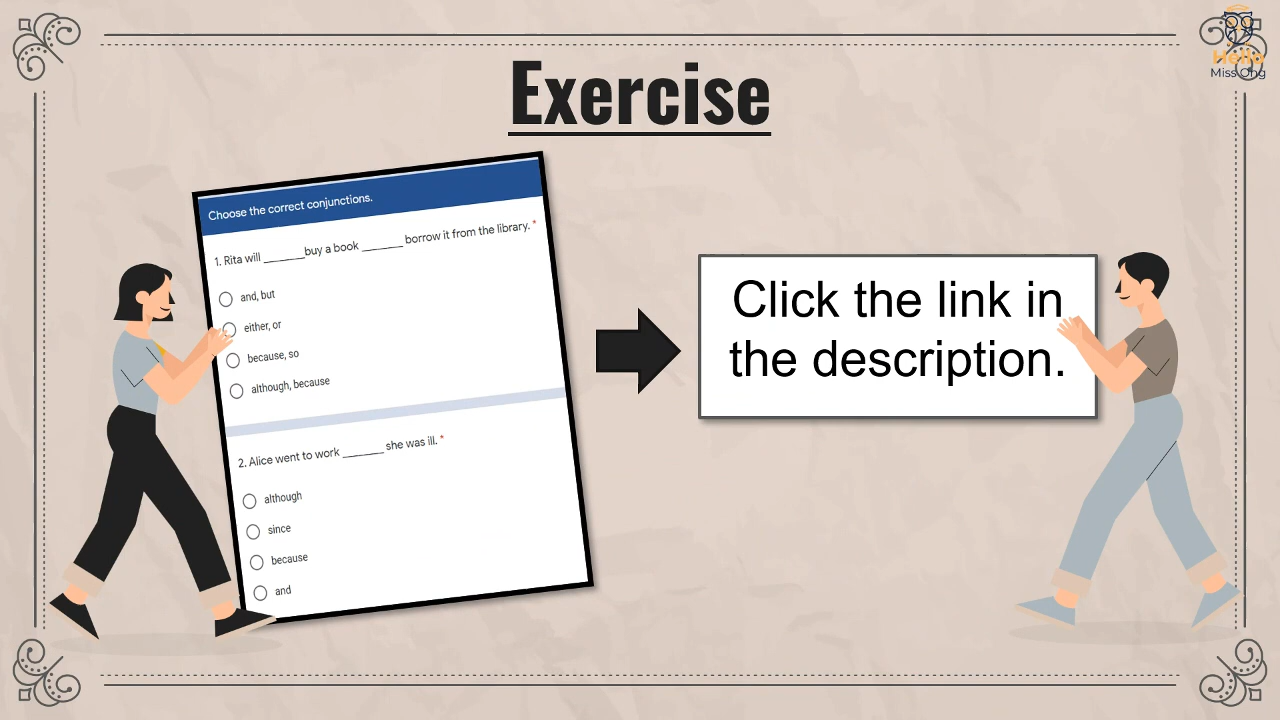 Hello
Miss Ong
Exercise
Choose the correct conjunctions.
1. Rita will _______buy a book _______ borrow it from the library. *
and, but
either, or
because, so
although, because
2. Alice went to work _______ she was ill. *
although
since
because
and
Click the link in
the description.